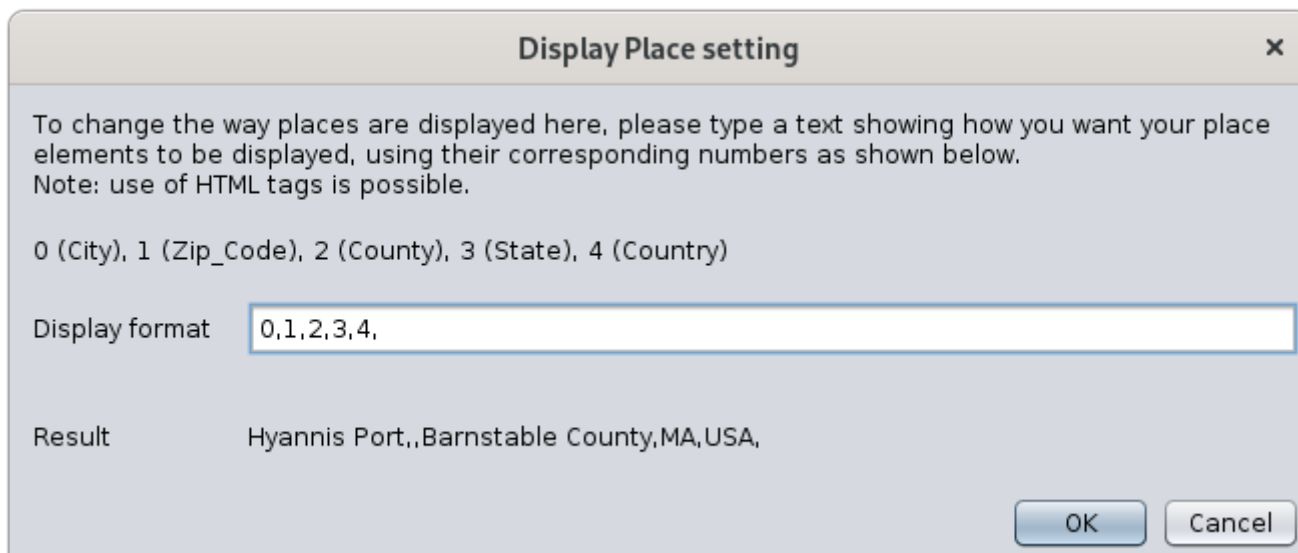 Display Place setting ×
To change the way places are displayed here, please type a text showing how you want your place
elements to be displayed, using their corresponding numbers as shown below.
Note: use of HTML tags is possible.
0 (City), 1 (Zip_Code), 2 (County), 3 (State), 4 (Country)
Display format 0,1,2,3,4,
Result Hyannis Port,,Barnstable County,MA,USA,
OK Cancel